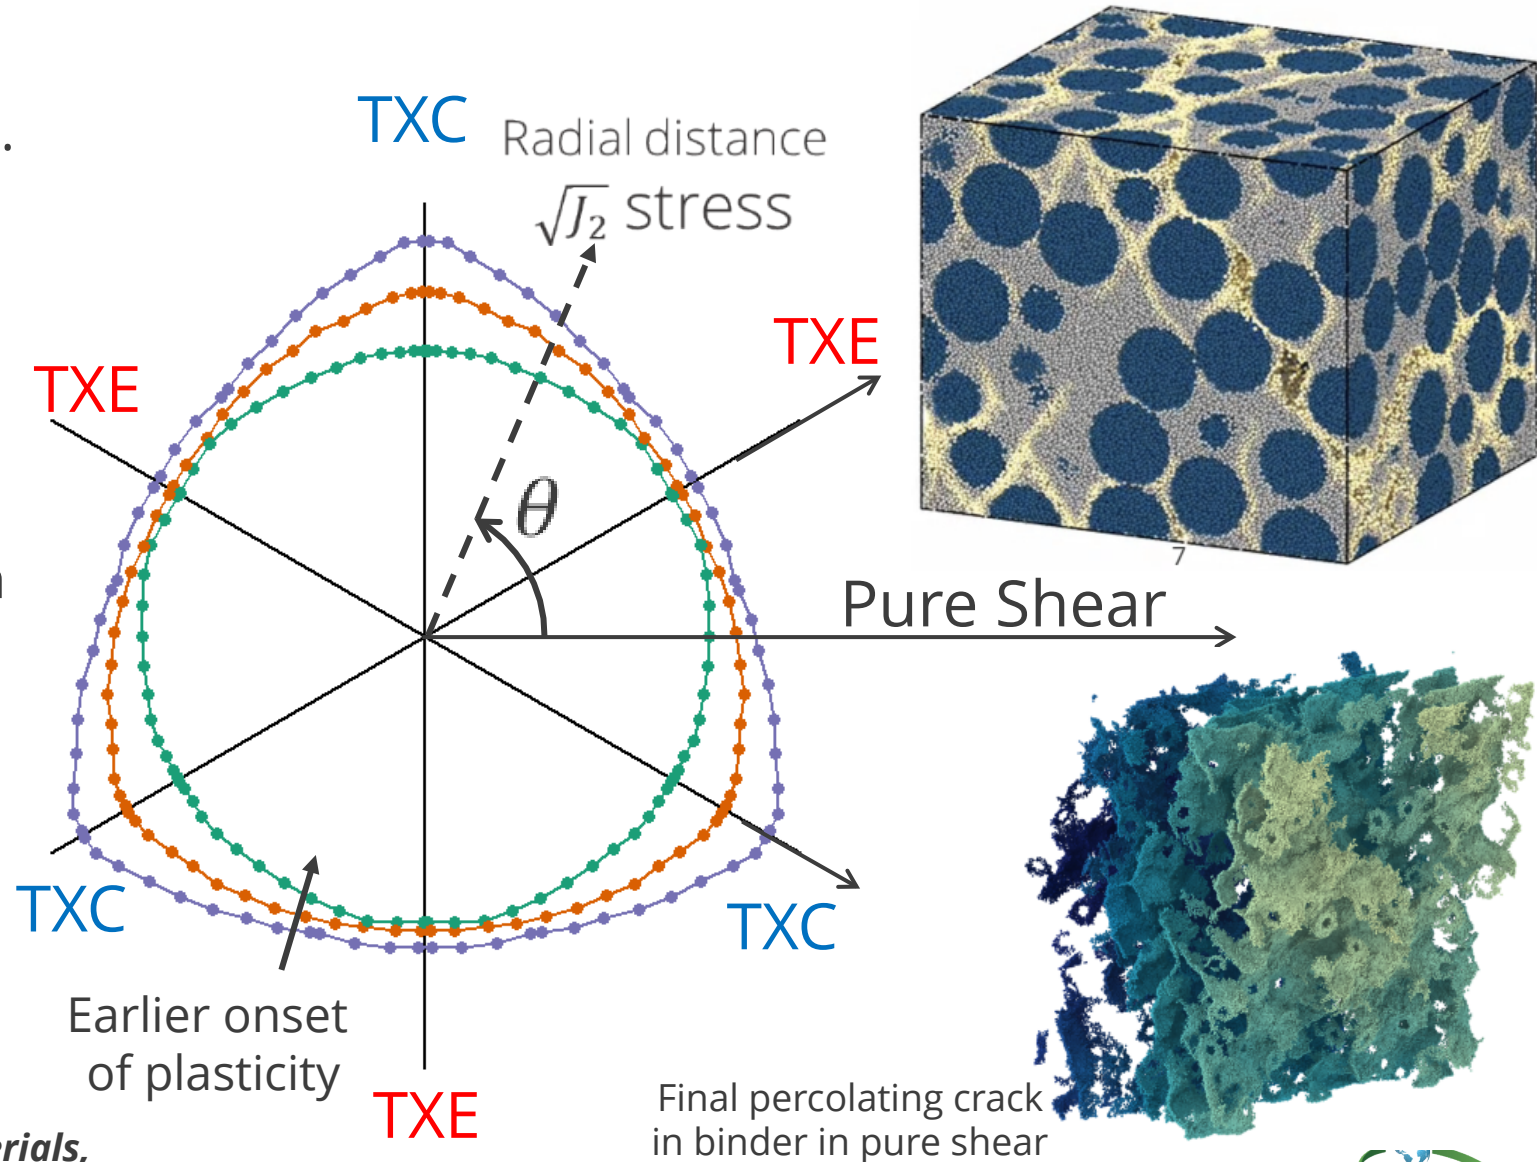 .
TXC
Radial distance
√J₂ stress
TXE
TXE
θ
7
Pure Shear
TXC
TXC
Earlier onset
of plasticity
TXE
Final percolating crack
in binder in pure shear